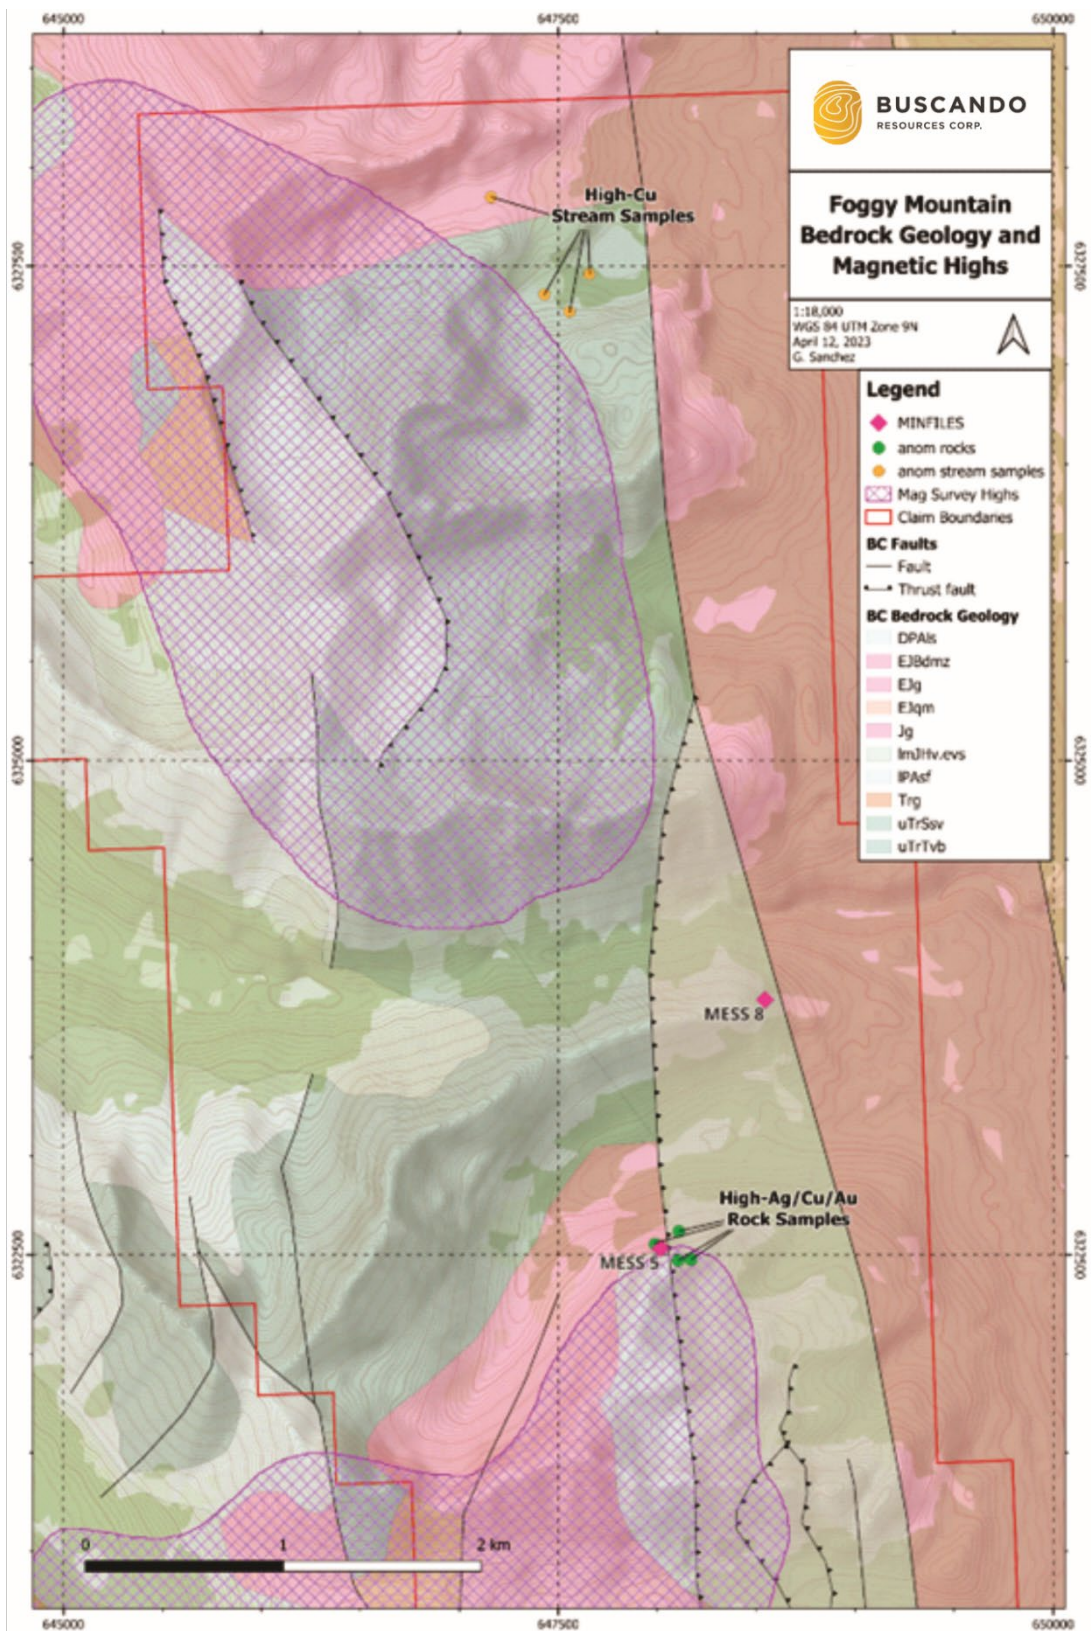 645000
647500
650000
BUSCANDO
RESOURCES CORP.
Foggy Mountain
Bedrock Geology and
Magnetic Highs
1:18,000
WGS 84 UTM Zone 9N
April 12, 2023
G. Sanchez
Legend
MINFILES
anom rocks
anom stream samples
Mag Survey Highs
Claim Boundaries
BC Faults
Fault
Thrust fault
BC Bedrock Geology
DPAls
EJBdmz
EJg
EJqm
Jg
lmJHv.evs
lPAsf
Trg
uTrSsv
uTrTvb
High-Cu
Stream Samples
6327500
6327500
6325000
6325000
MESS 8
High-Ag/Cu/Au
Rock Samples
MESS 5
6322500
6322500
0
1
2 km
645000
647500
650000